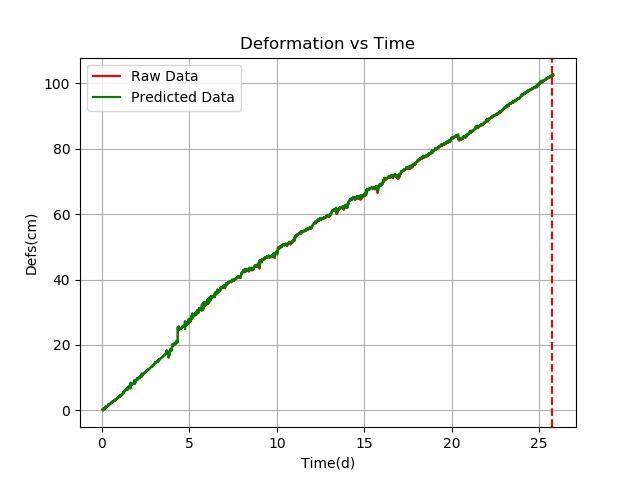 Deformation vs Time
Raw Data
Predicted Data
100
80
60
40
20
0
Defs(cm)
0 5 10 15 20 25
Time(d)